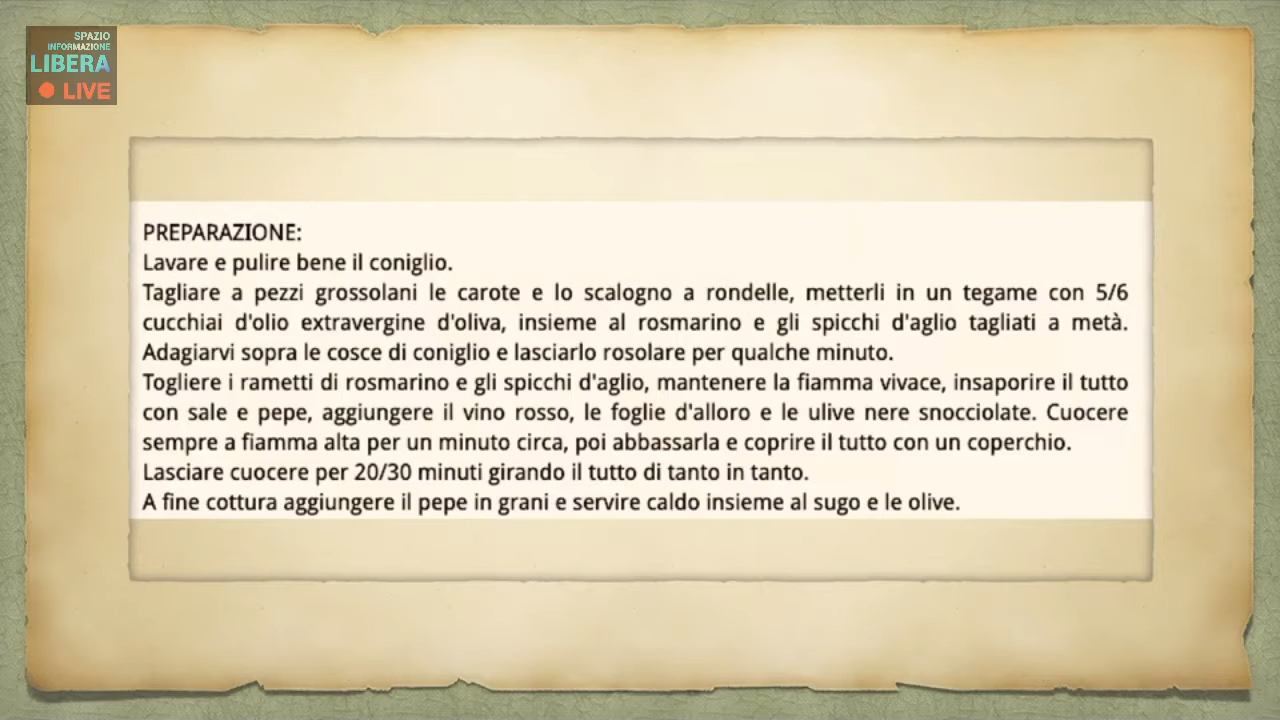 SPAZIO
INFORMAZIONE
LIBERA
LIVE
PREPARAZIONE:
Lavare e pulire bene il coniglio.
Tagliare a pezzi grossolani le carote e lo scalogno a rondelle, metterli in un tegame con 5/6
cucchiai d'olio extravergine d'oliva, insieme al rosmarino e gli spicchi d'aglio tagliati a metà.
Adagiarvi sopra le cosce di coniglio e lasciarlo rosolare per qualche minuto.
Togliere i rametti di rosmarino e gli spicchi d'aglio, mantenere la fiamma vivace, insaporire il tutto
con sale e pepe, aggiungere il vino rosso, le foglie d'alloro e le ulive nere snocciolate. Cuocere
sempre a fiamma alta per un minuto circa, poi abbassarla e coprire il tutto con un coperchio.
Lasciare cuocere per 20/30 minuti girando il tutto di tanto in tanto.
A fine cottura aggiungere il pepe in grani e servire caldo insieme al sugo e le olive.